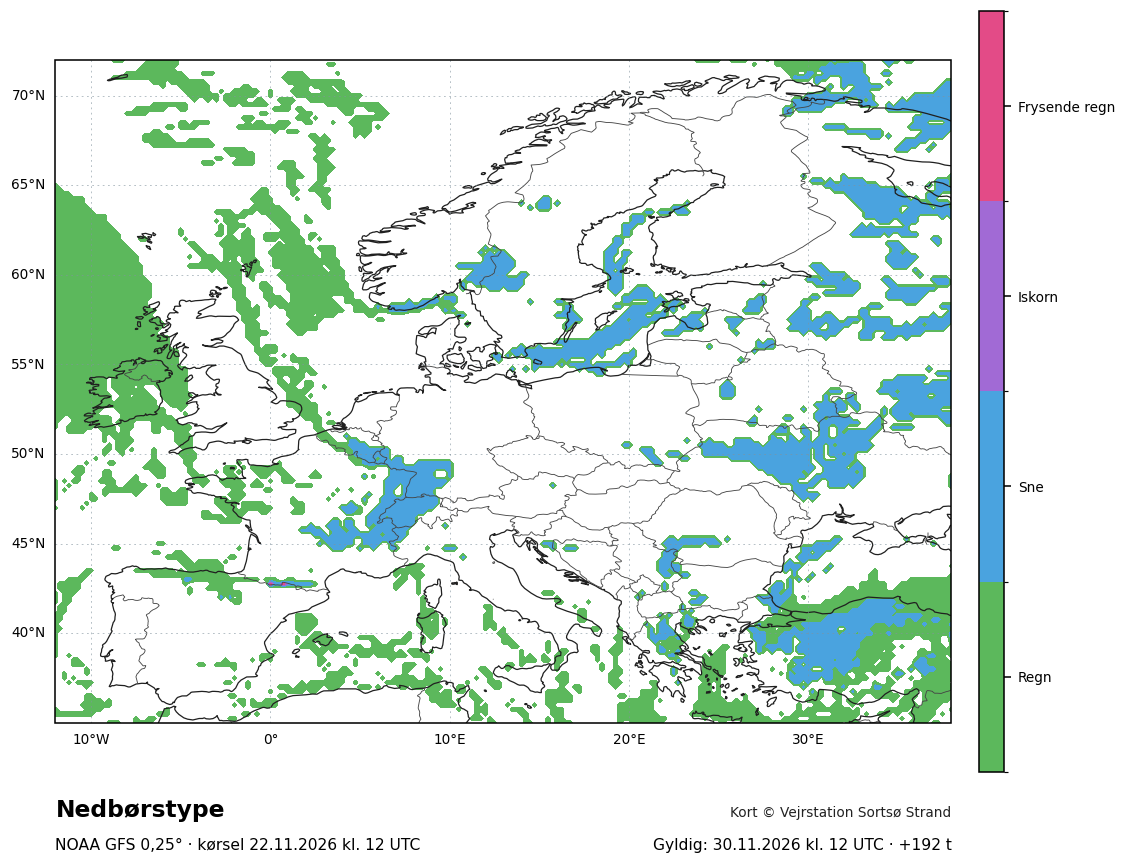 70°N
65°N
60°N
55°N
50°N
45°N
40°N
10°W
0°
10°E
20°E
30°E
Frysende regn
Iskorn
Sne
Regn
Nedbørstype
Kort © Vejrstation Sortsø Strand
NOAA GFS 0,25° · kørsel 22.11.2026 kl. 12 UTC
Gyldig: 30.11.2026 kl. 12 UTC · +192 t